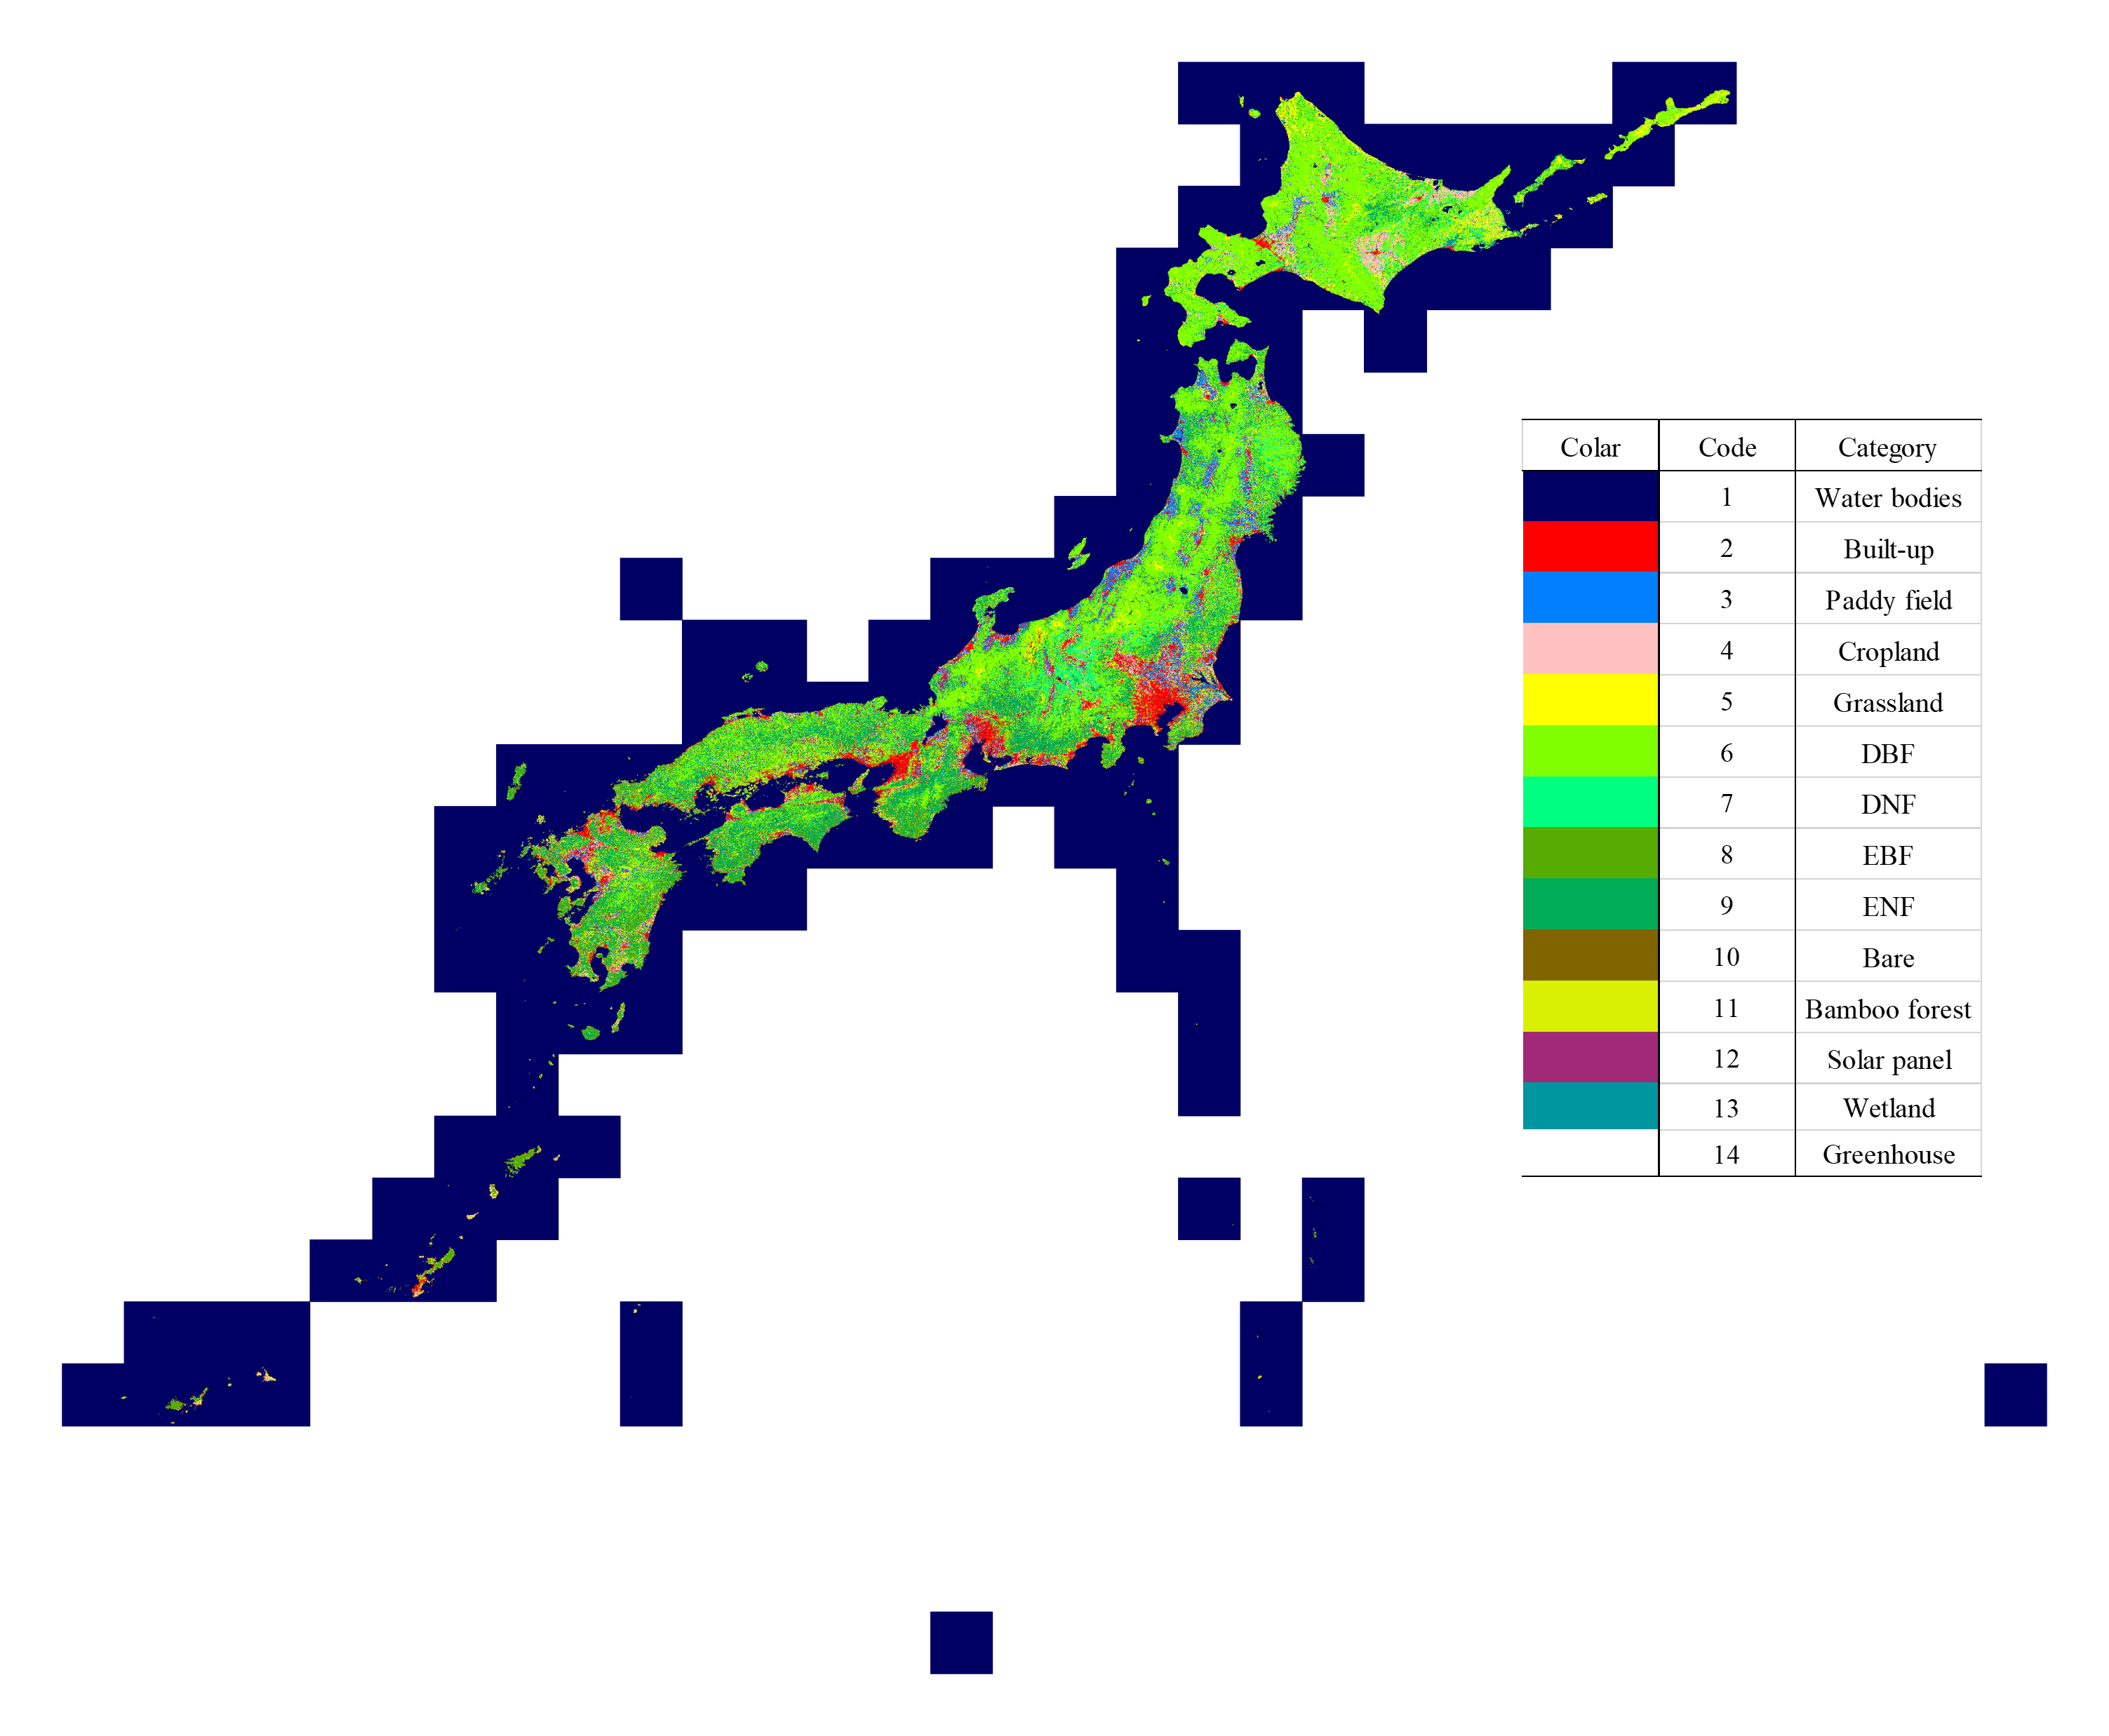 Colar Code Category
1 Water bodies
2 Built-up
3 Paddy field
4 Cropland
5 Grassland
6 DBF
7 DNF
8 EBF
9 ENF
10 Bare
11 Bamboo forest
12 Solar panel
13 Wetland
14 Greenhouse